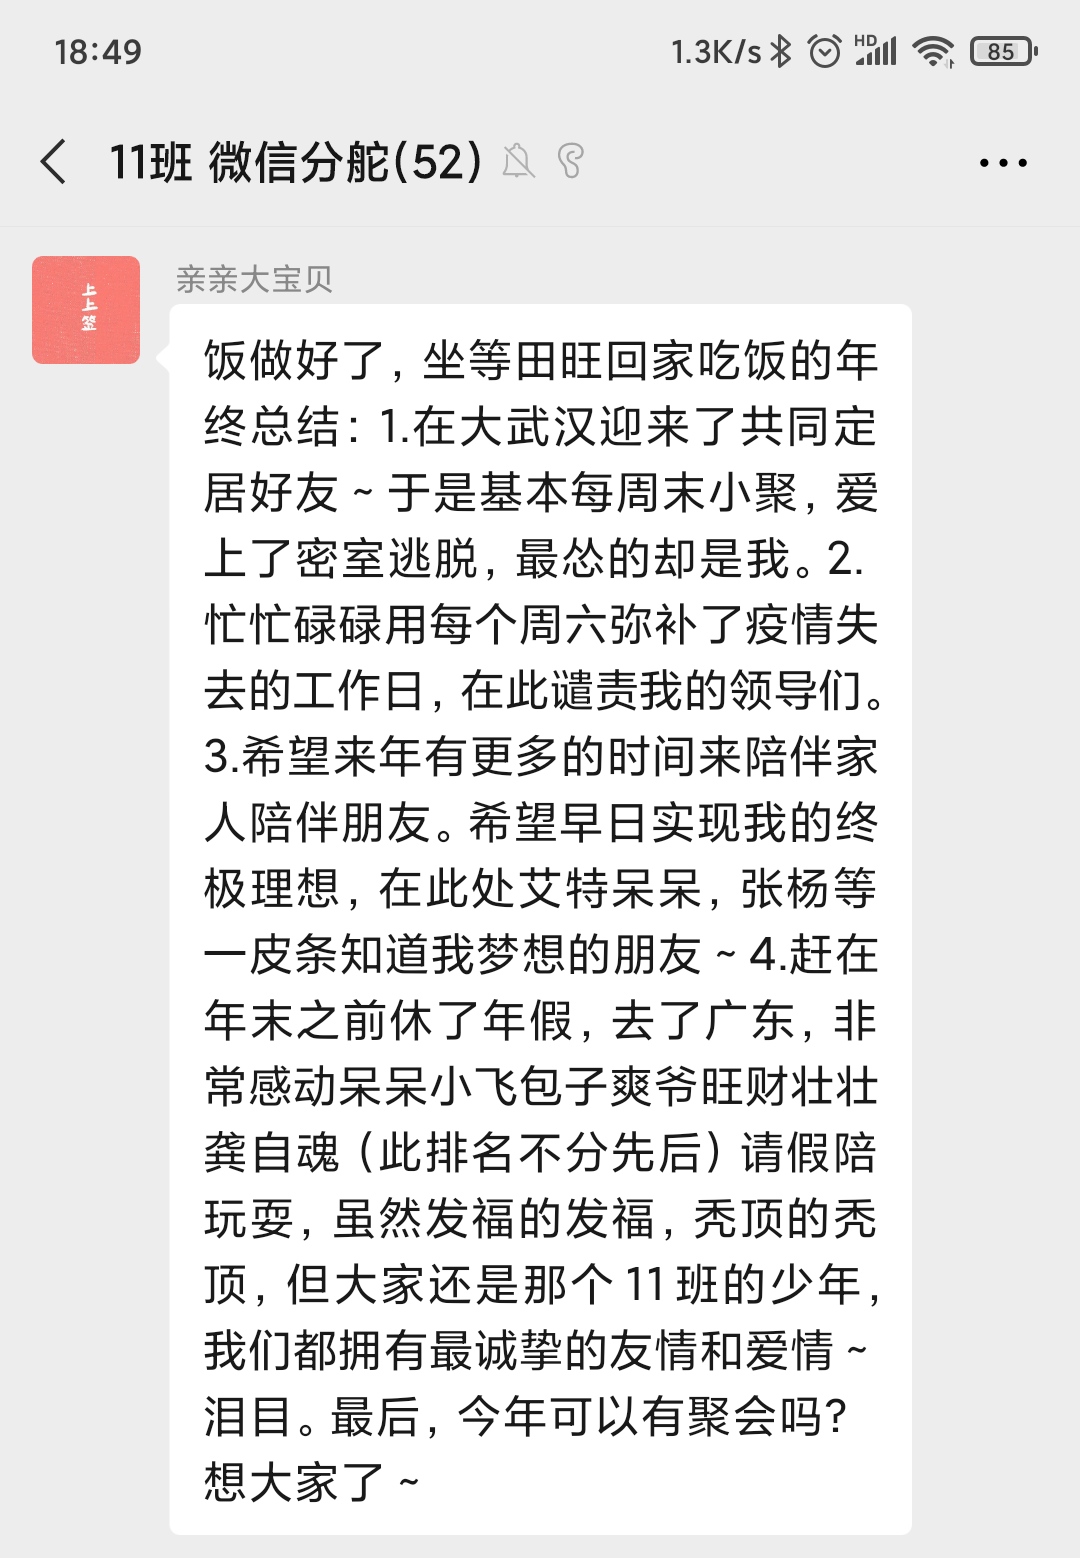 18:49
1.3K/s HD 85
11班 微信分舵(52)
上上签
亲亲大宝贝
饭做好了，坐等田旺回家吃饭的年
终总结：1.在大武汉迎来了共同定
居好友~于是基本每周末小聚，爱
上了密室逃脱，最怂的却是我。2.
忙忙碌碌用每个周六弥补了疫情失
去的工作日，在此谴责我的领导们。
3.希望来年有更多的时间来陪伴家
人陪伴朋友。希望早日实现我的终
极理想，在此处艾特呆呆，张杨等
一皮条知道我梦想的朋友~4.赶在
年末之前休了年假，去了广东，非
常感动呆呆小飞包子爽爷旺财壮壮
龚自魂（此排名不分先后）请假陪
玩耍，虽然发福的发福，秃顶的秃
顶，但大家还是那个11班的少年，
我们都拥有最诚挚的友情和爱情~
泪目。最后，今年可以有聚会吗？
想大家了~